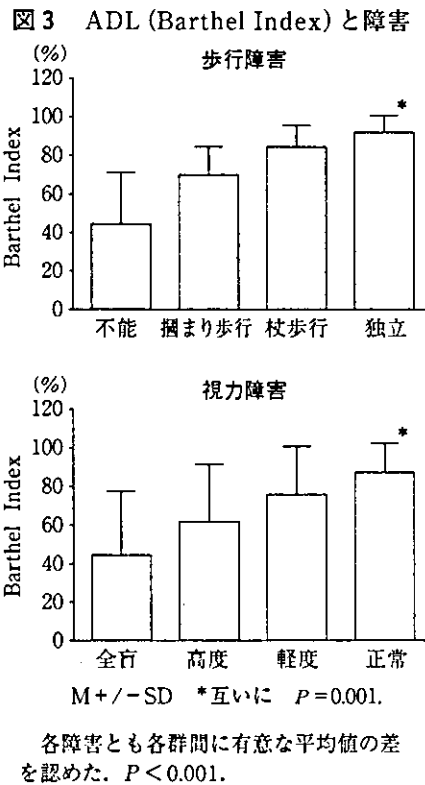 図3 ADL (Barthel Index) と障害
(%)
歩行障害
120
100
80
60
40
20
0
Barthel Index
*
不能 摑まり歩行 杖歩行 独立
(%)
視力障害
120
100
80
60
40
20
0
Barthel Index
*
全盲 高度 軽度 正常
M+/-SD *互いに P=0.001.
各障害とも各群間に有意な平均値の差
を認めた. P<0.001.